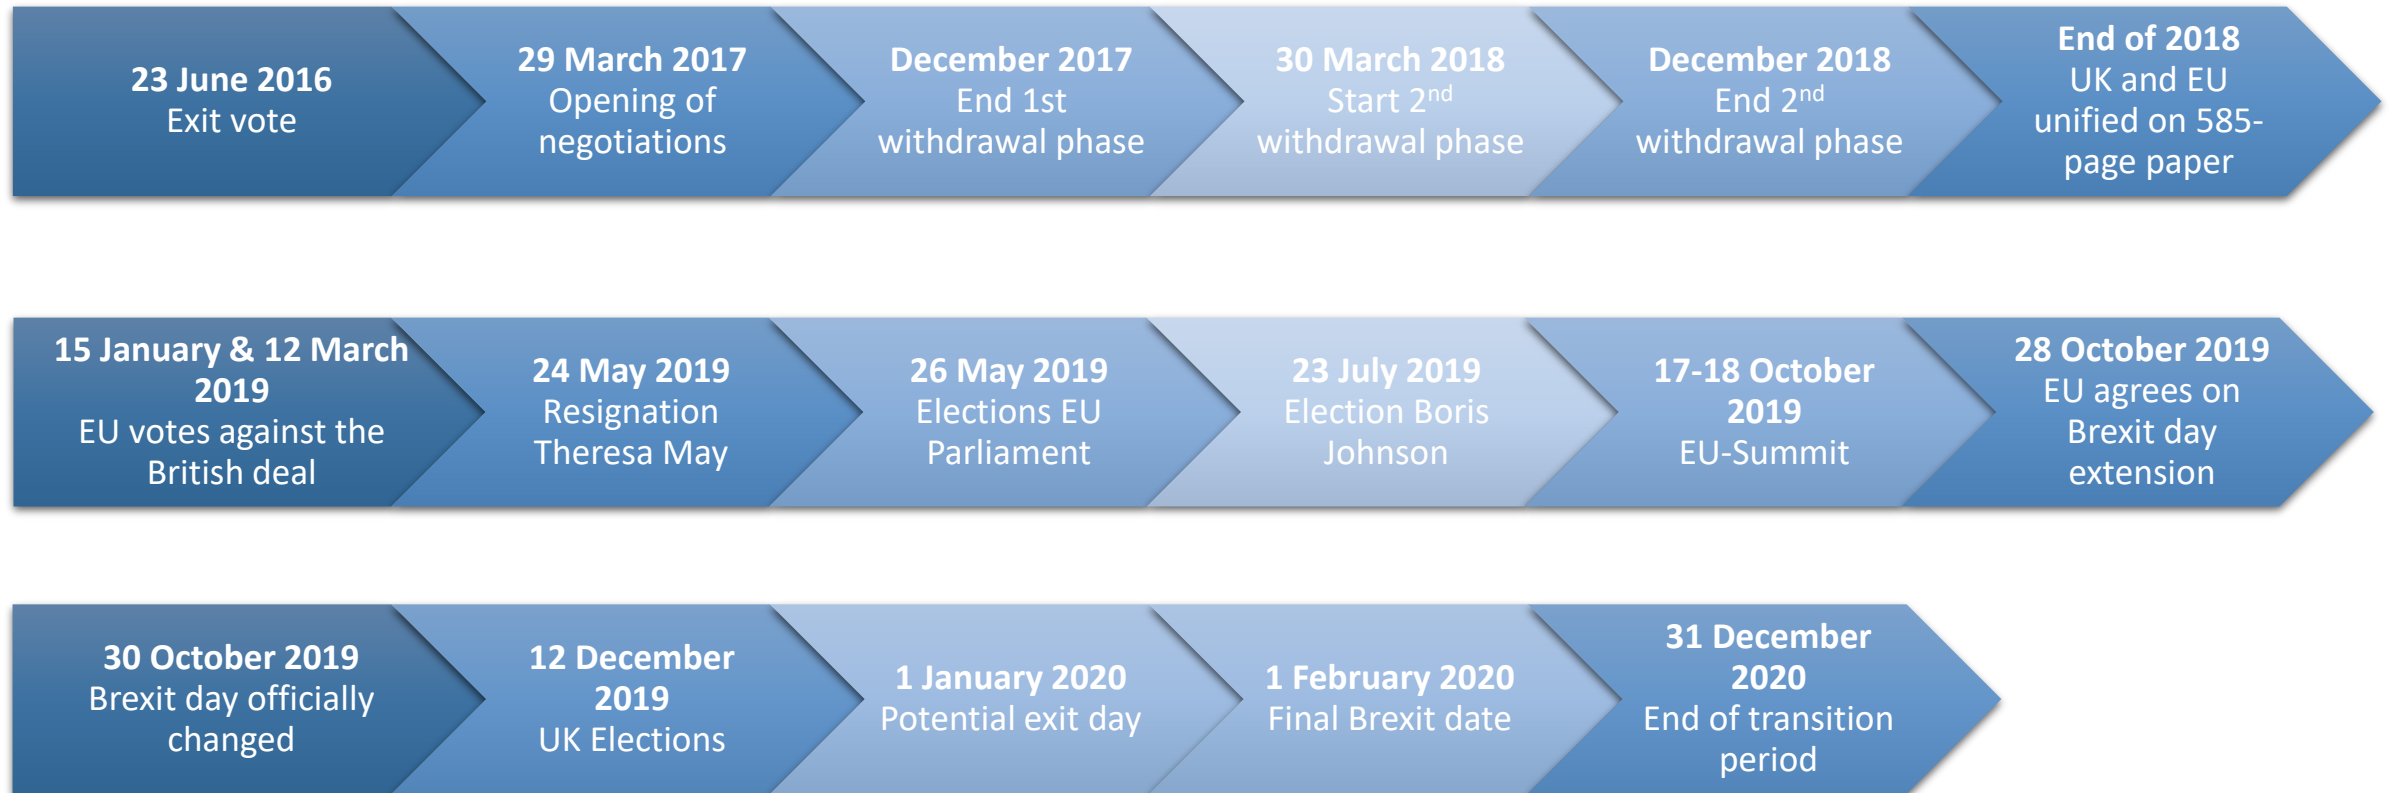 23 June 2016
Exit vote
29 March 2017
Opening of
negotiations
December 2017
End 1st
withdrawal phase
30 March 2018
Start 2nd
withdrawal phase
December 2018
End 2nd
withdrawal phase
End of 2018
UK and EU
unified on 585-
page paper
15 January & 12 March
2019
EU votes against the
British deal
24 May 2019
Resignation
Theresa May
26 May 2019
Elections EU
Parliament
23 July 2019
Election Boris
Johnson
17-18 October
2019
EU-Summit
28 October 2019
EU agrees on
Brexit day
extension
30 October 2019
Brexit day officially
changed
12 December
2019
UK Elections
1 January 2020
Potential exit day
1 February 2020
Final Brexit date
31 December
2020
End of transition
period